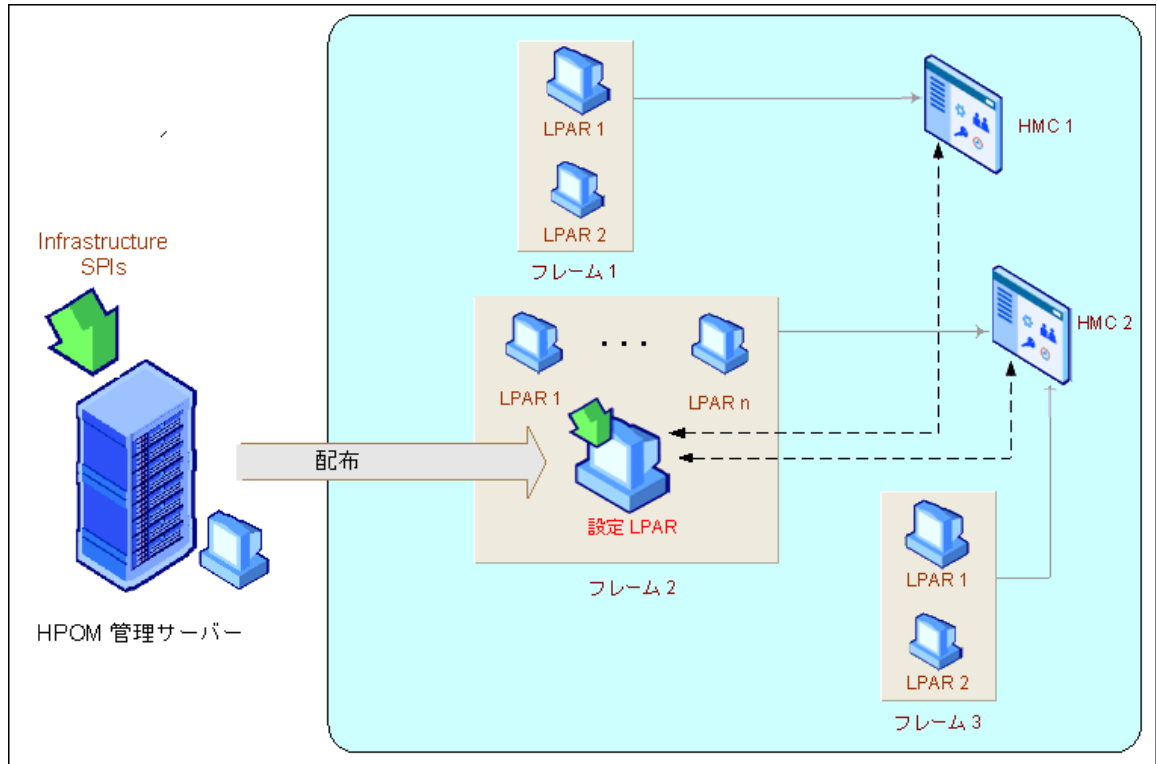 LPAR 1
HMC 1
LPAR 2
Infrastructure
SPIs
フレーム 1
HMC 2
. . .
LPAR 1
LPAR n
配布
設定 LPAR
フレーム 2
LPAR 1
HPOM 管理サーバー
LPAR 2
フレーム 3